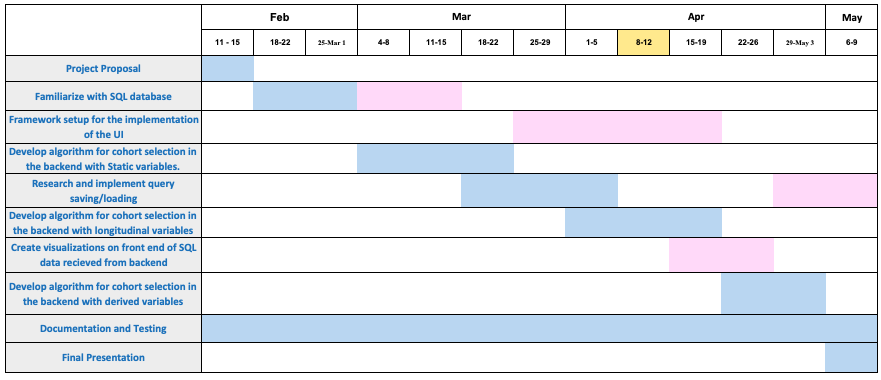 Feb Mar Apr May
11 - 15 18-22 25-Mar 1 4-8 11-15 18-22 25-29 1-5 8-12 15-19 22-26 29-May 3 6-9
Project Proposal
Familiarize with SQL database
Framework setup for the implementation
of the UI
Develop algorithm for cohort selection in
the backend with Static variables.
Research and implement query
saving/loading
Develop algorithm for cohort selection in
the backend with longitudinal variables
Create visualizations on front end of SQL
data recieved from backend
Develop algorithm for cohort selection in
the backend with derived variables
Documentation and Testing
Final Presentation